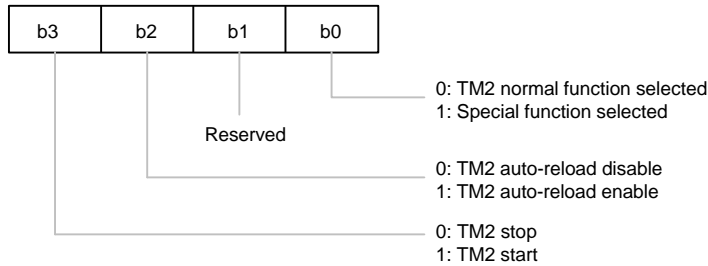 b3 b2 b1 b0
0: TM2 normal function selected
1: Special function selected
Reserved
0: TM2 auto-reload disable
1: TM2 auto-reload enable
0: TM2 stop
1: TM2 start